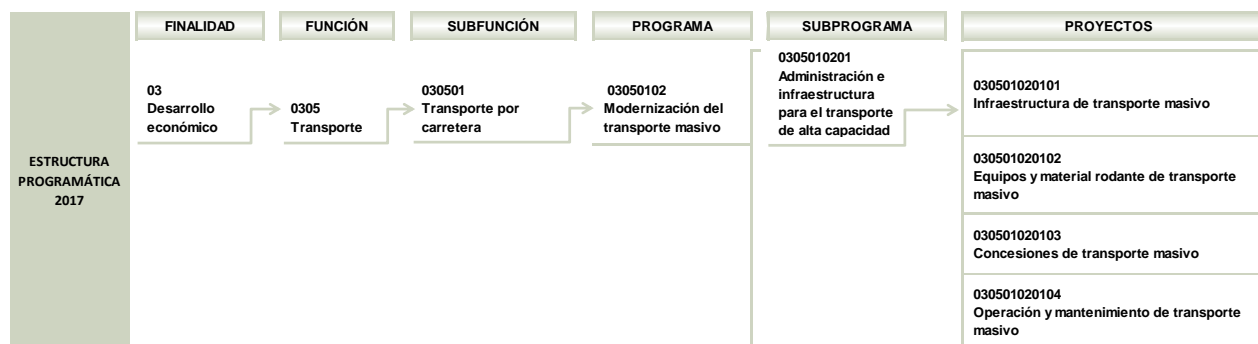 FINALIDAD
FUNCIÓN
SUBFUNCIÓN
PROGRAMA
SUBPROGRAMA
PROYECTOS
ESTRUCTURA
PROGRAMÁTICA
2017
03
Desarrollo
económico
0305
Transporte
030501
Transporte por
carretera
03050102
Modernización del
transporte masivo
0305010201
Administración e
infraestructura
para el transporte
de alta capacidad
030501020101
Infraestructura de transporte masivo
030501020102
Equipos y material rodante de transporte
masivo
030501020103
Concesiones de transporte masivo
030501020104
Operación y mantenimiento de transporte
masivo